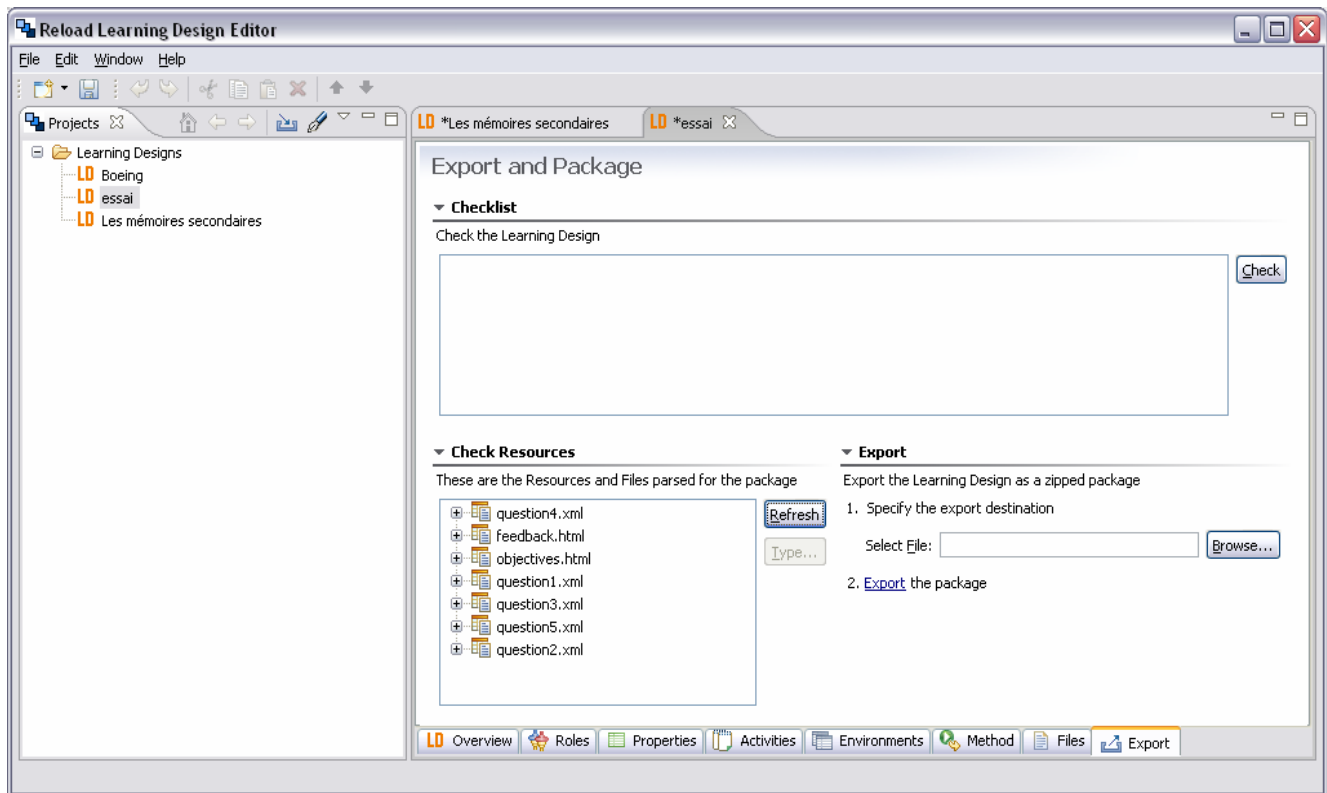 Reload Learning Design Editor
File Edit Window Help
Projects
Learning Designs
LD Boeing
LD essai
LD Les mémoires secondaires
LD *Les mémoires secondaires
LD *essai
Export and Package
Checklist
Check the Learning Design
Check
Check Resources
These are the Resources and Files parsed for the package
question4.xml
feedback.html
objectives.html
question1.xml
question3.xml
question5.xml
question2.xml
Refresh
Type...
Export
Export the Learning Design as a zipped package
1. Specify the export destination
Select File:
Browse...
2. Export the package
LD Overview
Roles
Properties
Activities
Environments
Method
Files
Export